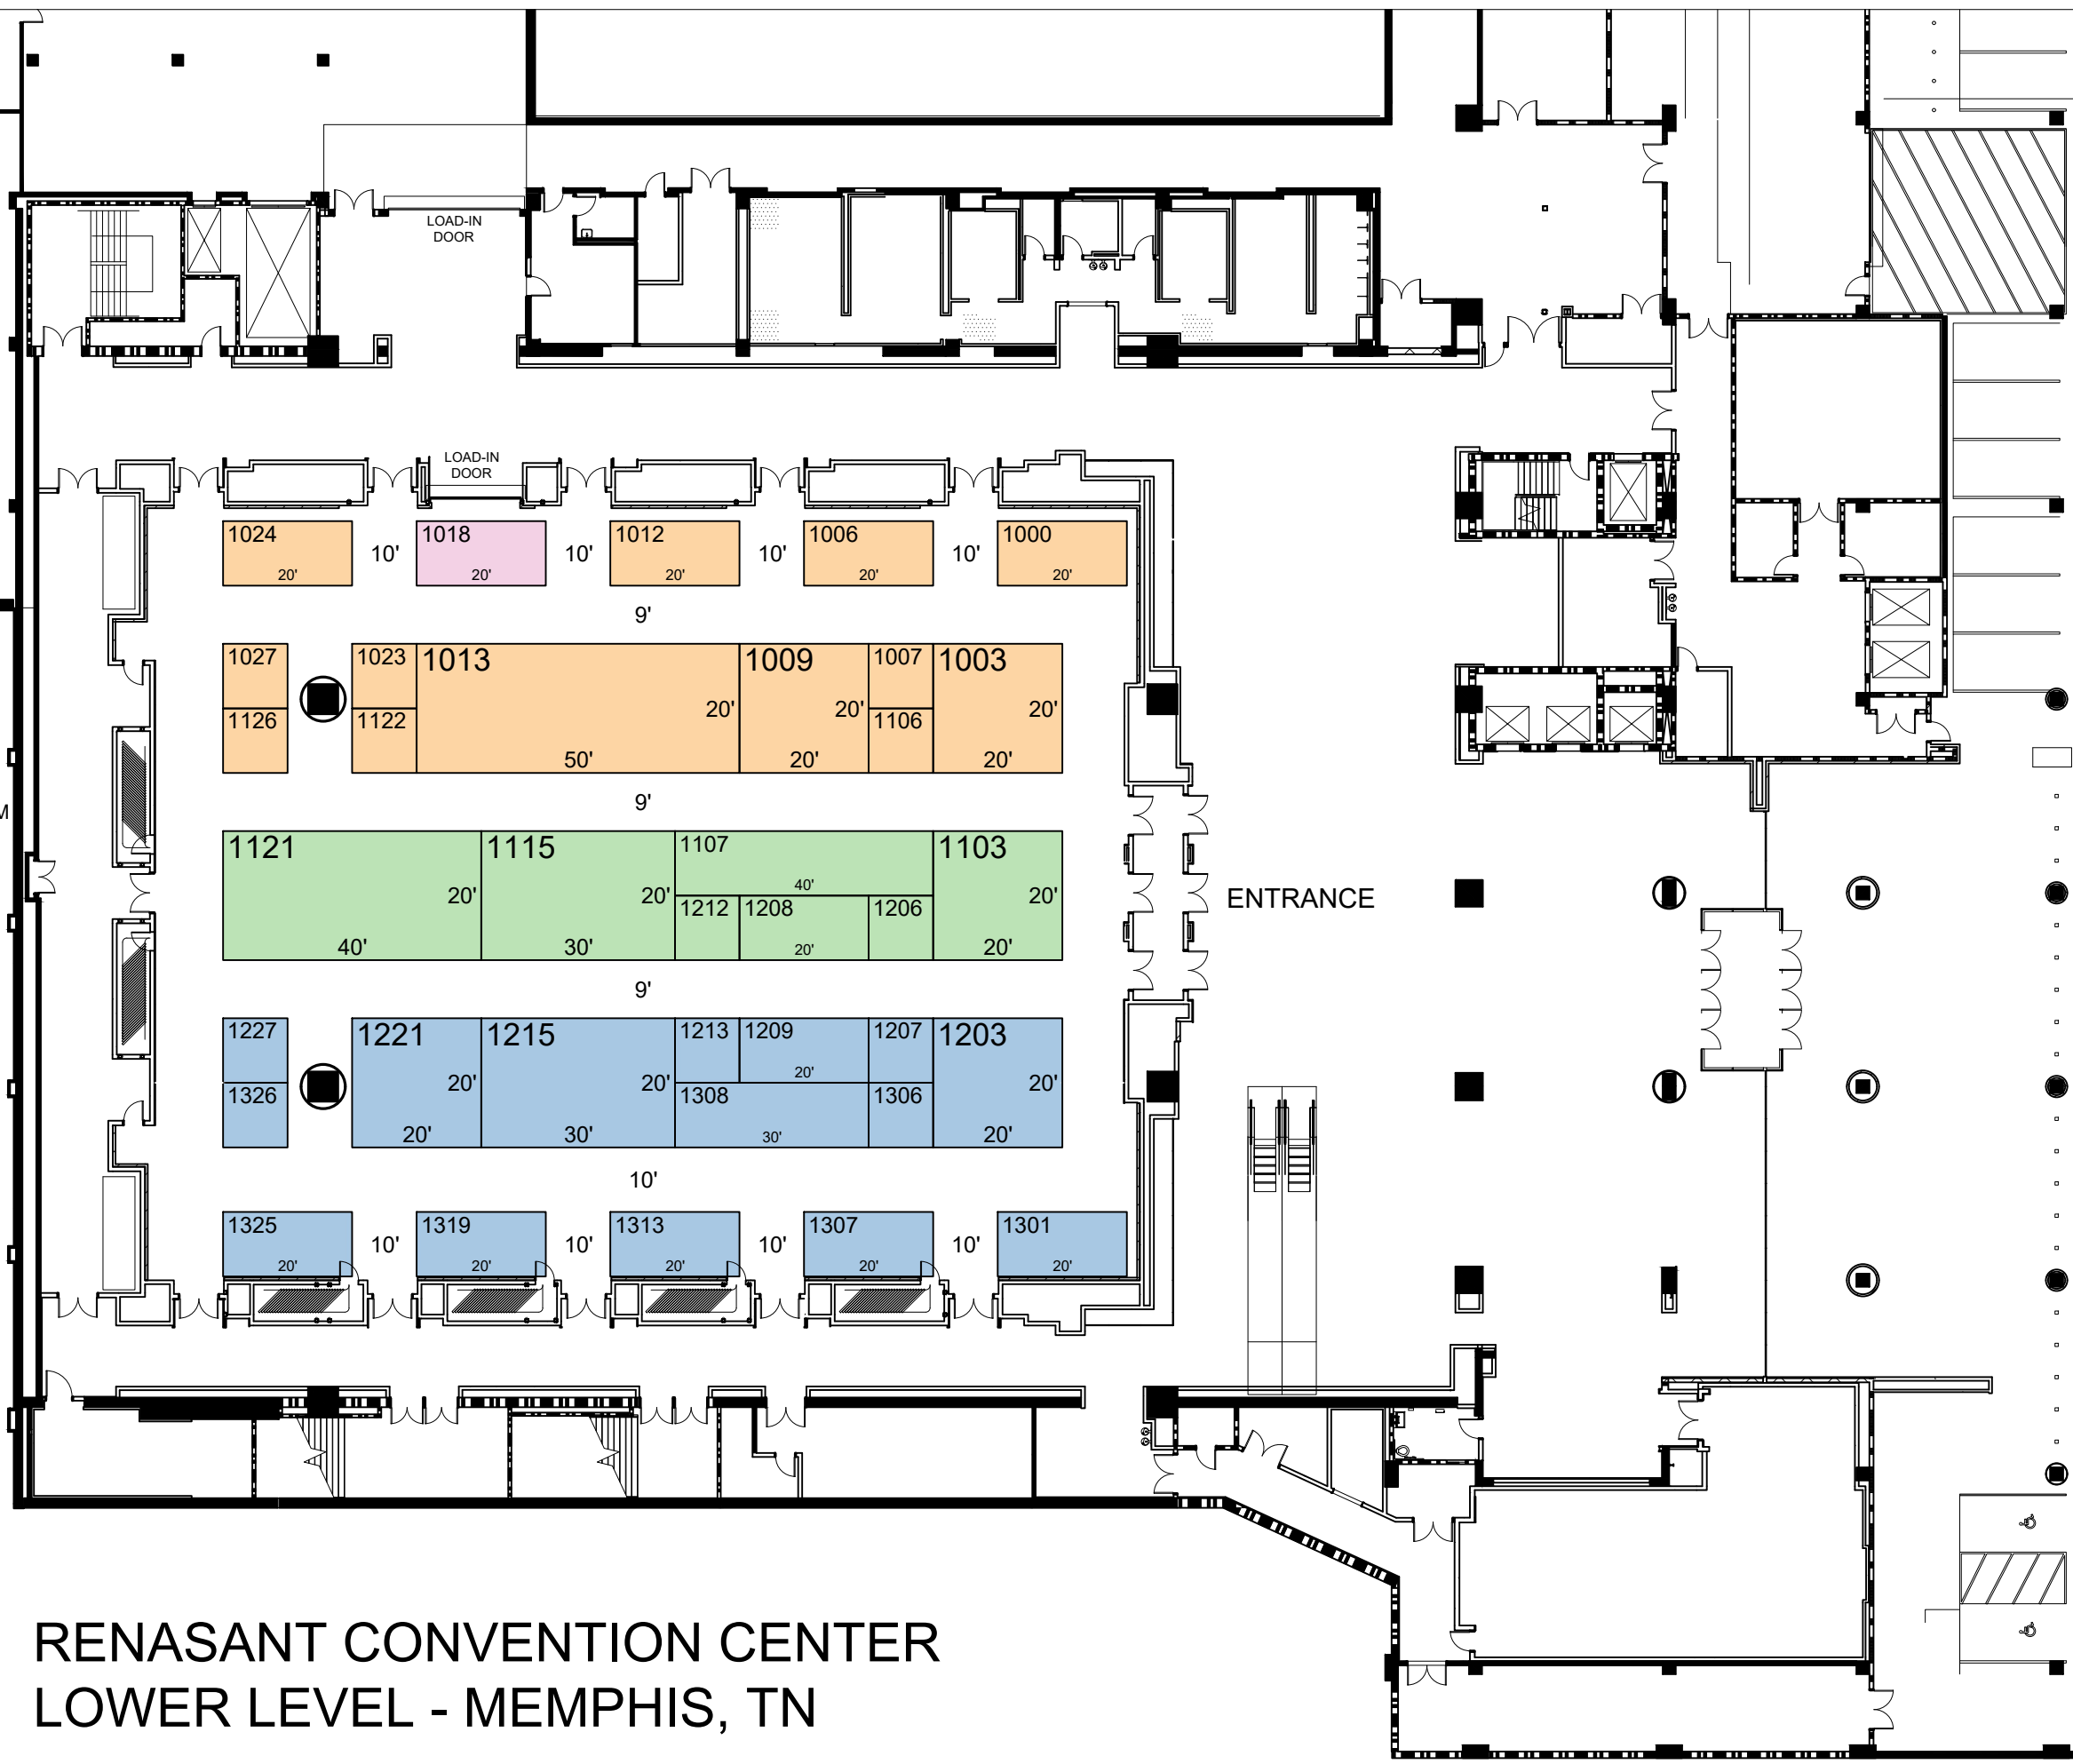 LOAD-IN
DOOR
LOAD-IN
DOOR
1024 1018 1012 1006 1000
10' 10' 10' 10'
20' 20' 20' 20' 20'
9'
1027 1023 1013 1009 1007 1003
20' 20' 20'
1126 1122 1106
50' 20' 20'
9'
M
1121 1115 1107 1103
40'
20' 20' 20'
ENTRANCE
1212 1208 1206
40' 30' 20' 20'
9'
1227 1221 1215 1213 1209 1207 1203
20'
20' 20' 20'
1326 1308 1306
20' 30' 30' 20'
10'
1325 1319 1313 1307 1301
10' 10' 10' 10'
20' 20' 20' 20' 20'
RENASANT CONVENTION CENTER
LOWER LEVEL - MEMPHIS, TN